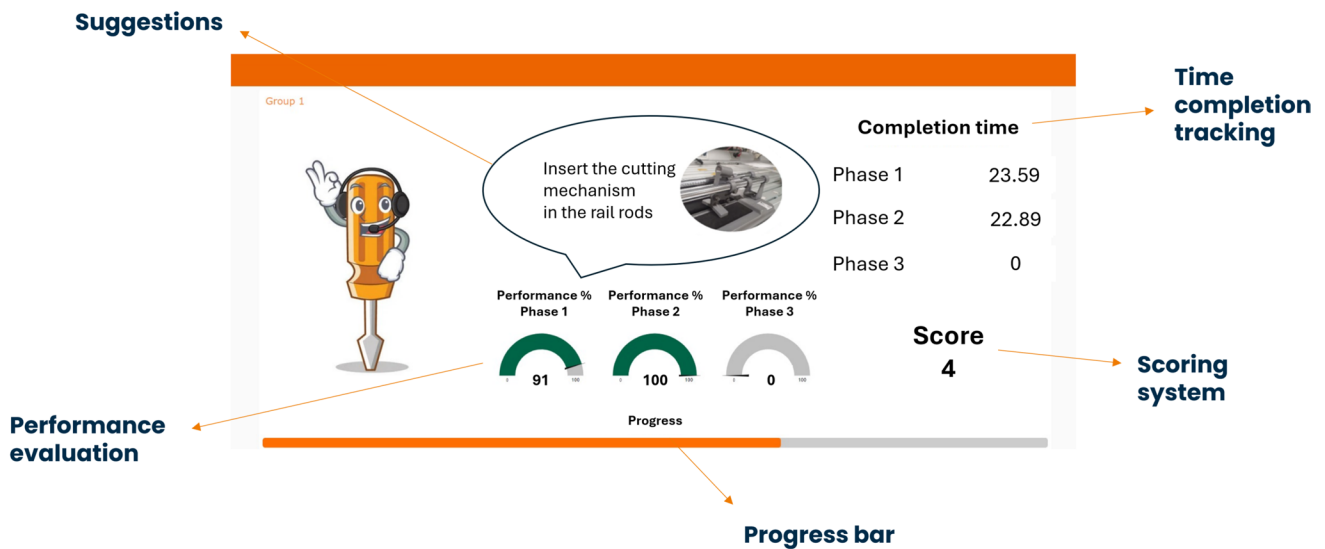 Suggestions
Time
completion
tracking
Group 1
Completion time
Insert the cutting
mechanism
in the rail rods
Phase 1 23.59
Phase 2 22.89
Phase 3 0
Performance %
Phase 1
Performance %
Phase 2
Performance %
Phase 3
0 91 100
0 100 100
0 0 100
Score
4
Scoring
system
Performance
evaluation
Progress
Progress bar